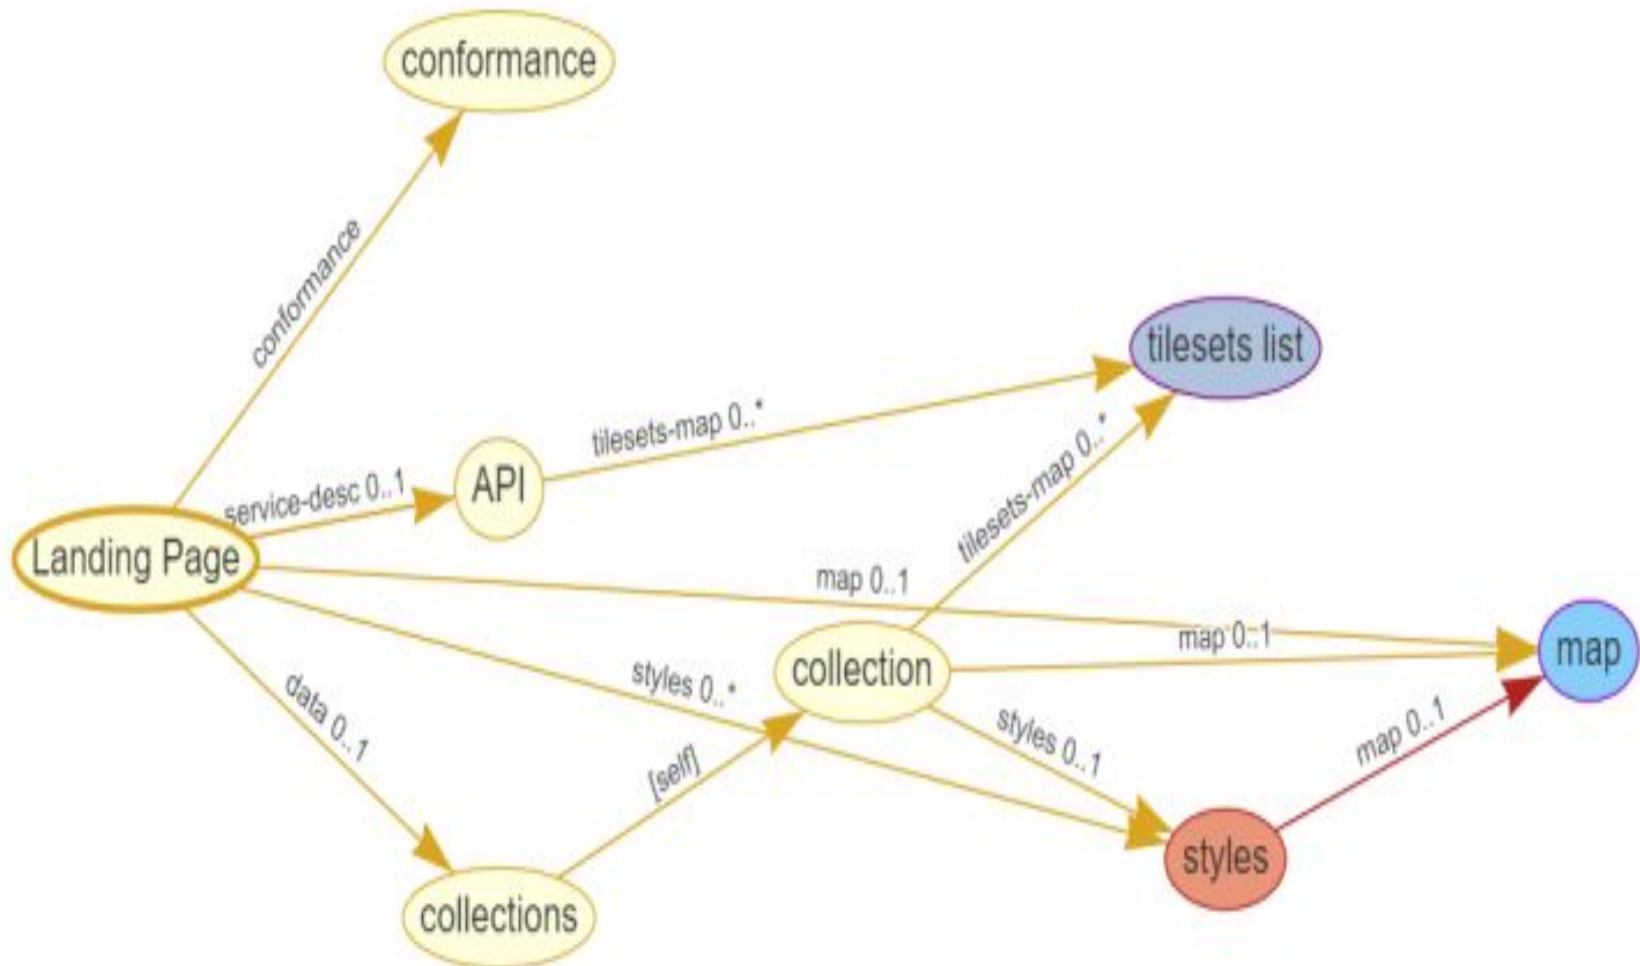 conformance
conformance
tilesets list
tilesets-map 0..*
tilesets-map 0..*
service-desc 0..1
API
Landing Page
map 0..1
map 0..1
map
collection
styles 0..*
styles 0..1
map 0..1
data 0..1
[self]
styles
collections